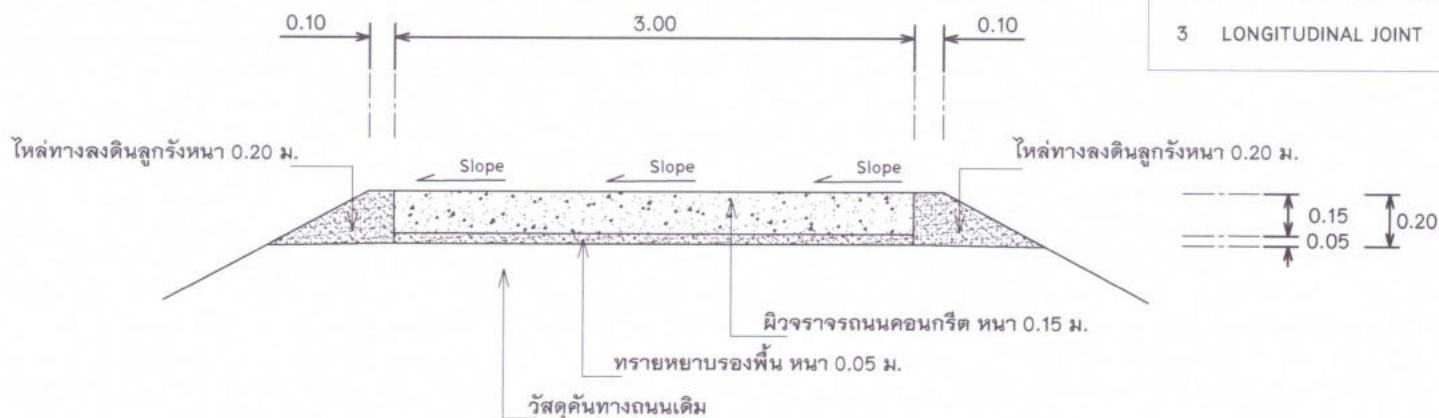 0.10 3.00 0.10
3 LONGITUDINAL JOINT
ไหล่ทางลงดินลูกรังหนา 0.20 ม.
ไหล่ทางลงดินลูกรังหนา 0.20 ม.
Slope Slope Slope
0.15
0.20
0.05
ผิวจราจรถนนคอนกรีต หนา 0.15 ม.
ทรายหยาบรองพื้น หนา 0.05 ม.
วัสดุคันทางถนนเดิม